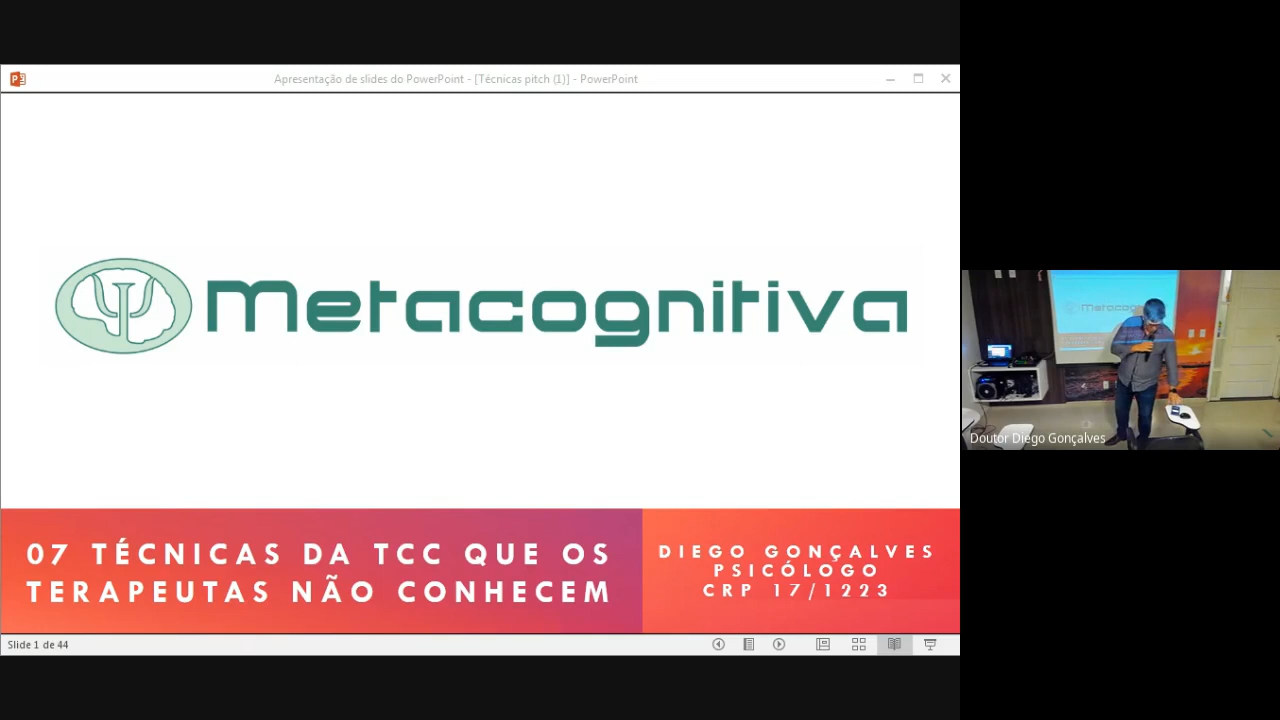 Apresentação de slides do PowerPoint - [Técnicas pitch (1)] - PowerPoint
Metacognitiva
07 TÉCNICAS DA TCC QUE OS
TERAPEUTAS NÃO CONHECEM
DIEGO GONÇALVES
PSICÓLOGO
CRP 17/1223
Slide 1 de 44
Metacog
Doutor Diego Gonçalves